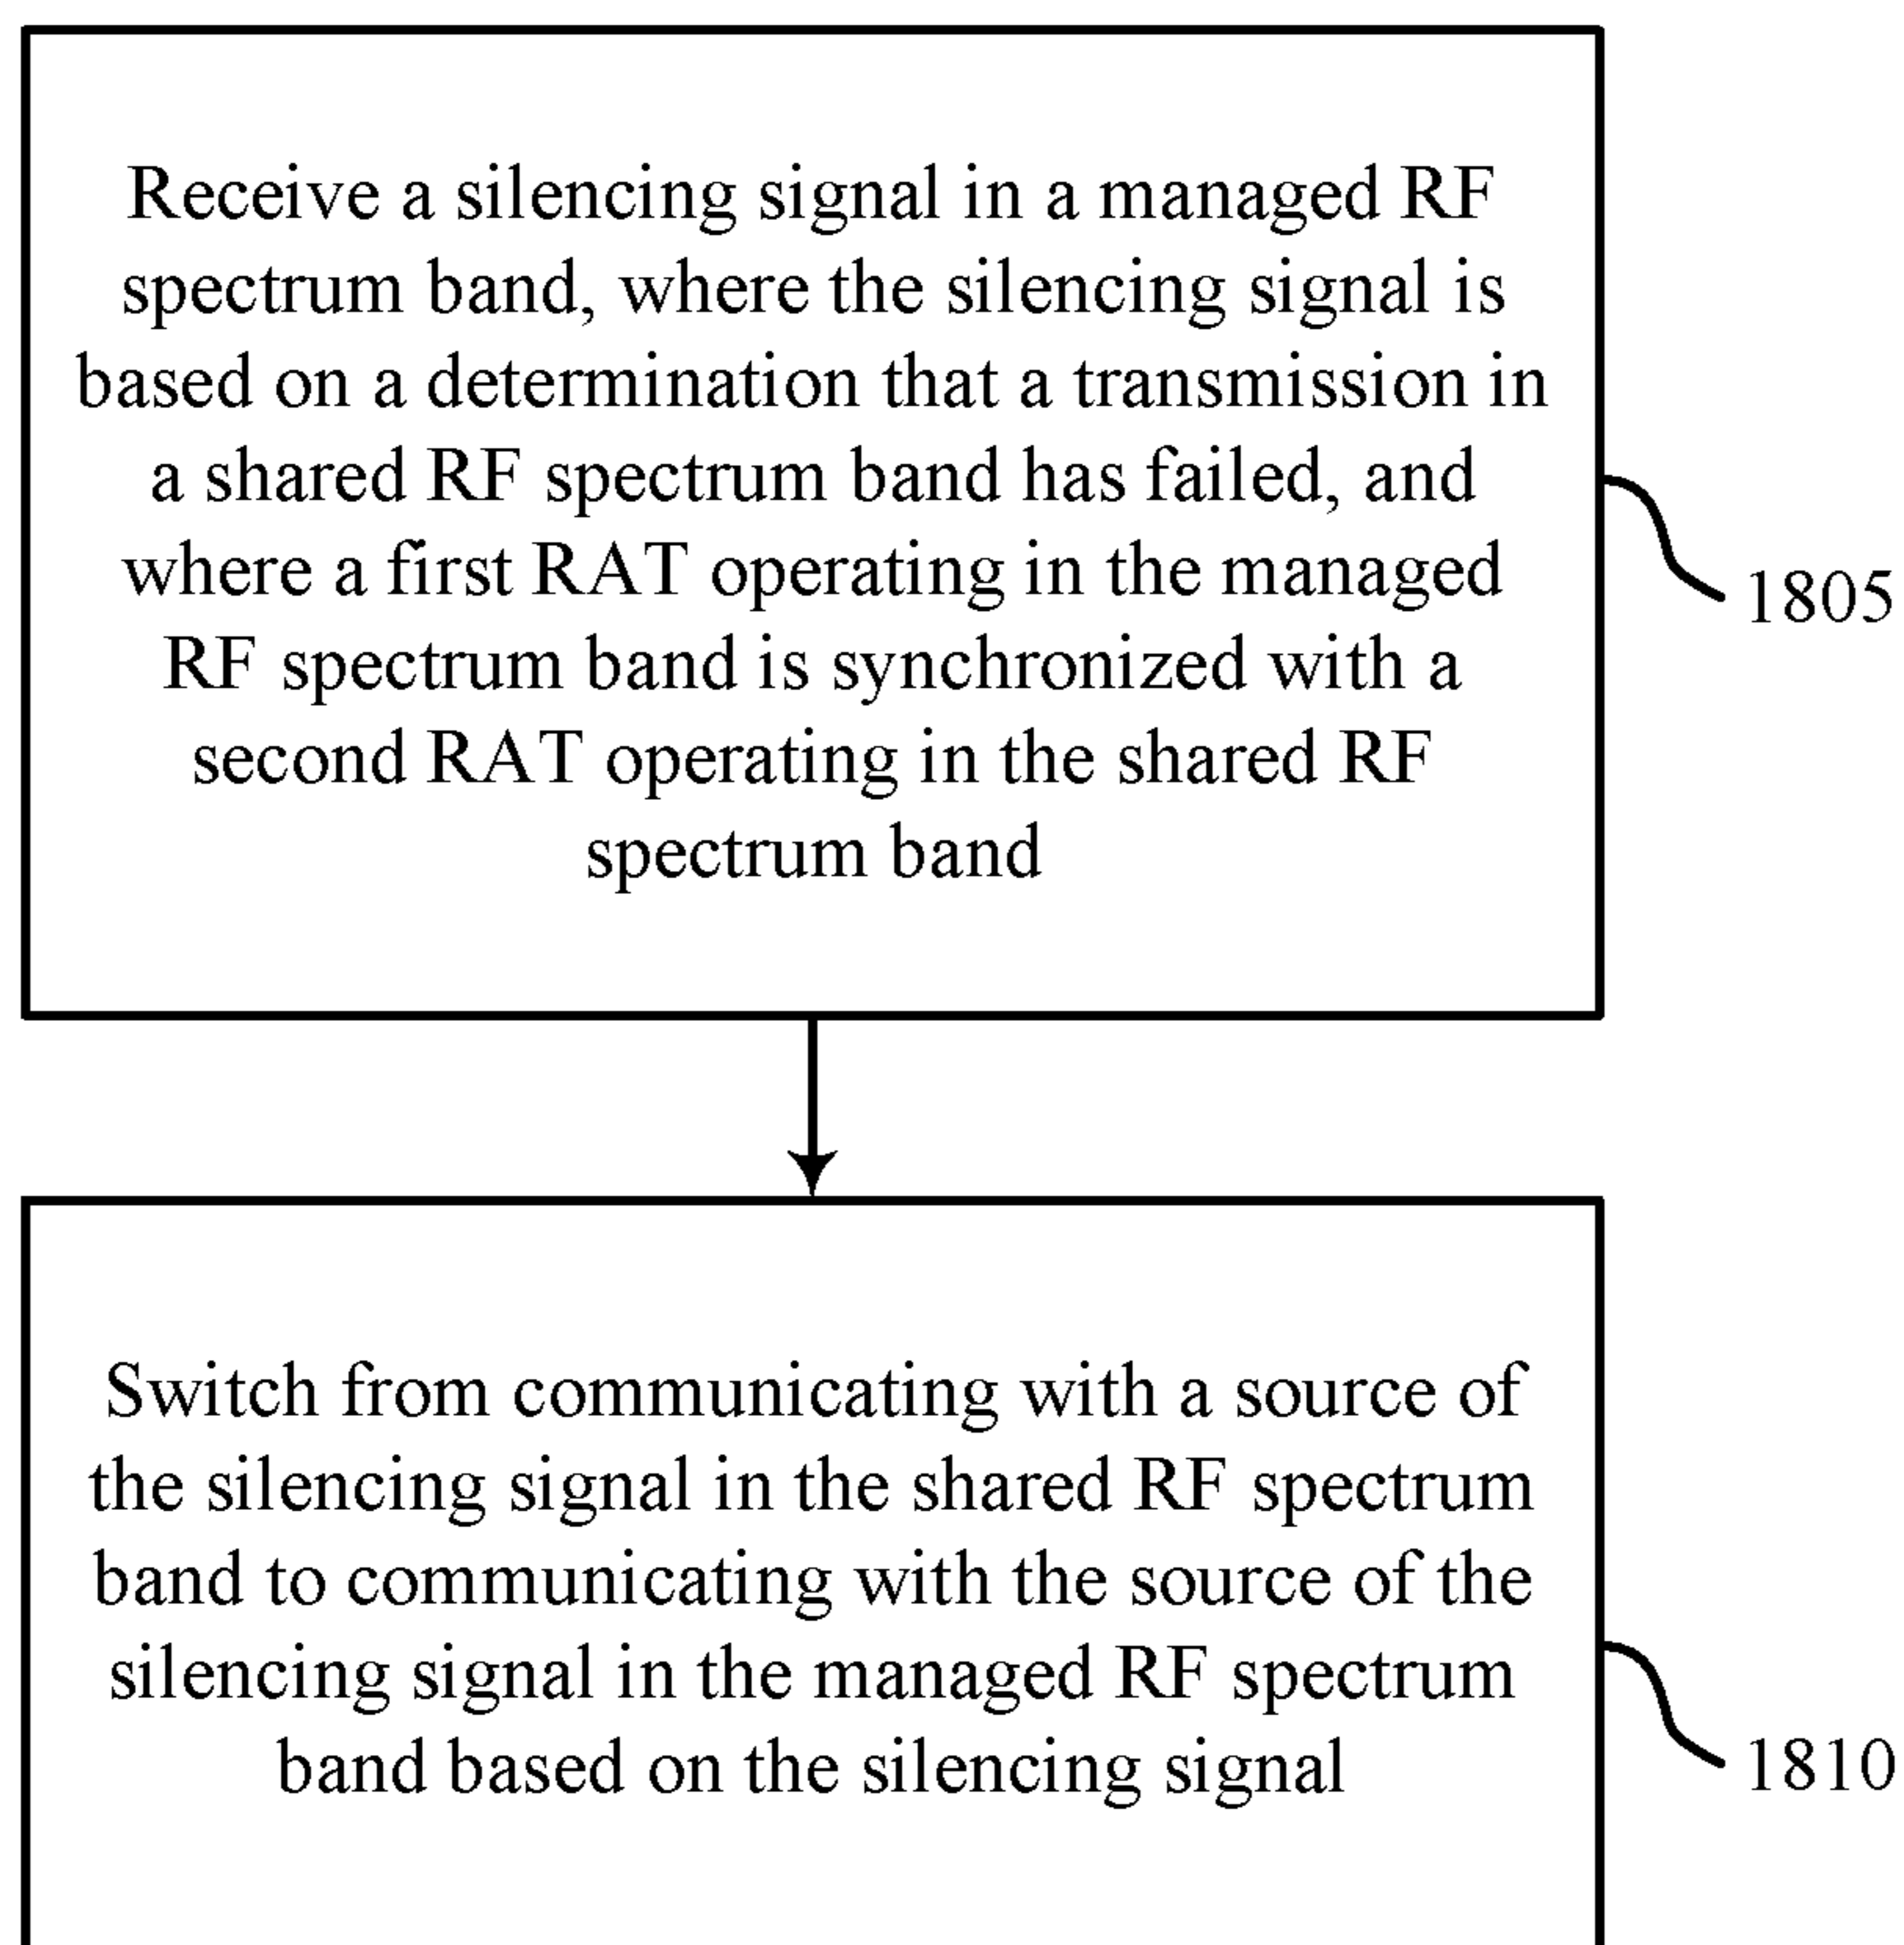 Receive a silencing signal in a managed RF
spectrum band, where the silencing signal is
based on a determination that a transmission in
a shared RF spectrum band has failed, and
where a first RAT operating in the managed
RF spectrum band is synchronized with a
second RAT operating in the shared RF
spectrum band
1805
Switch from communicating with a source of
the silencing signal in the shared RF spectrum
band to communicating with the source of the
silencing signal in the managed RF spectrum
band based on the silencing signal
1810